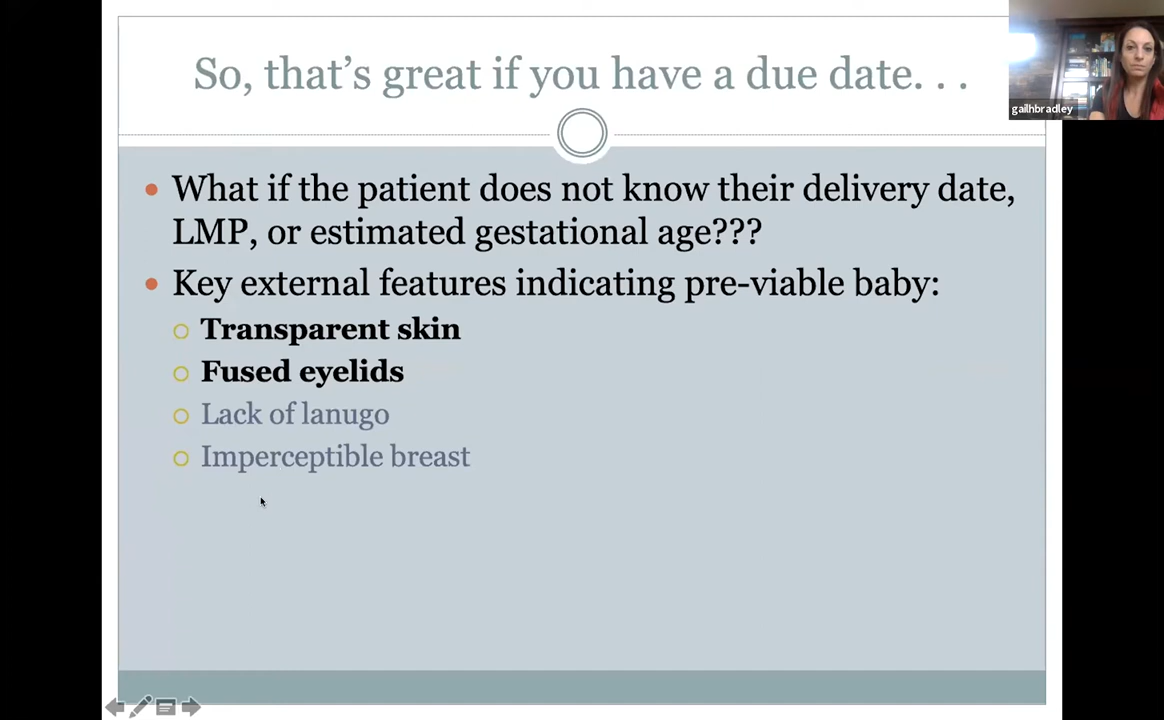 So, that's great if you have a due date. . .
gailhbradley
What if the patient does not know their delivery date,
LMP, or estimated gestational age???
Key external features indicating pre-viable baby:
Transparent skin
Fused eyelids
Lack of lanugo
Imperceptible breast